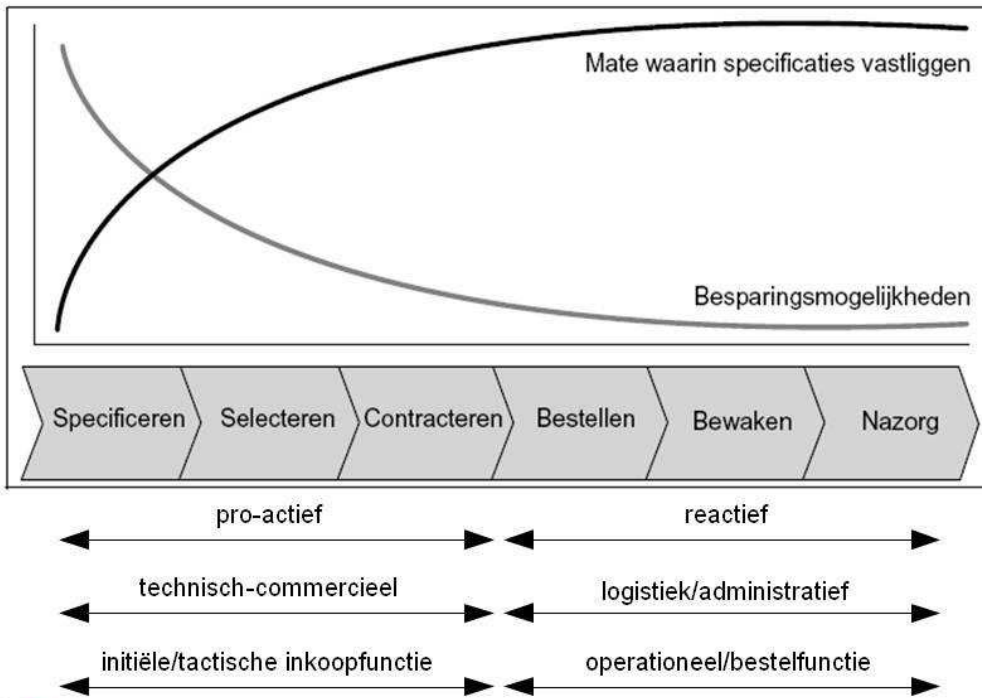 Mate waarin specificaties vastliggen
Besparingsmogelijkheden
Specificeren Selecteren Contracteren Bestellen Bewaken Nazorg
pro-actief reactief
technisch-commercieel logistiek/administratief
initiële/tactische inkoopfunctie operationeel/bestelfunctie